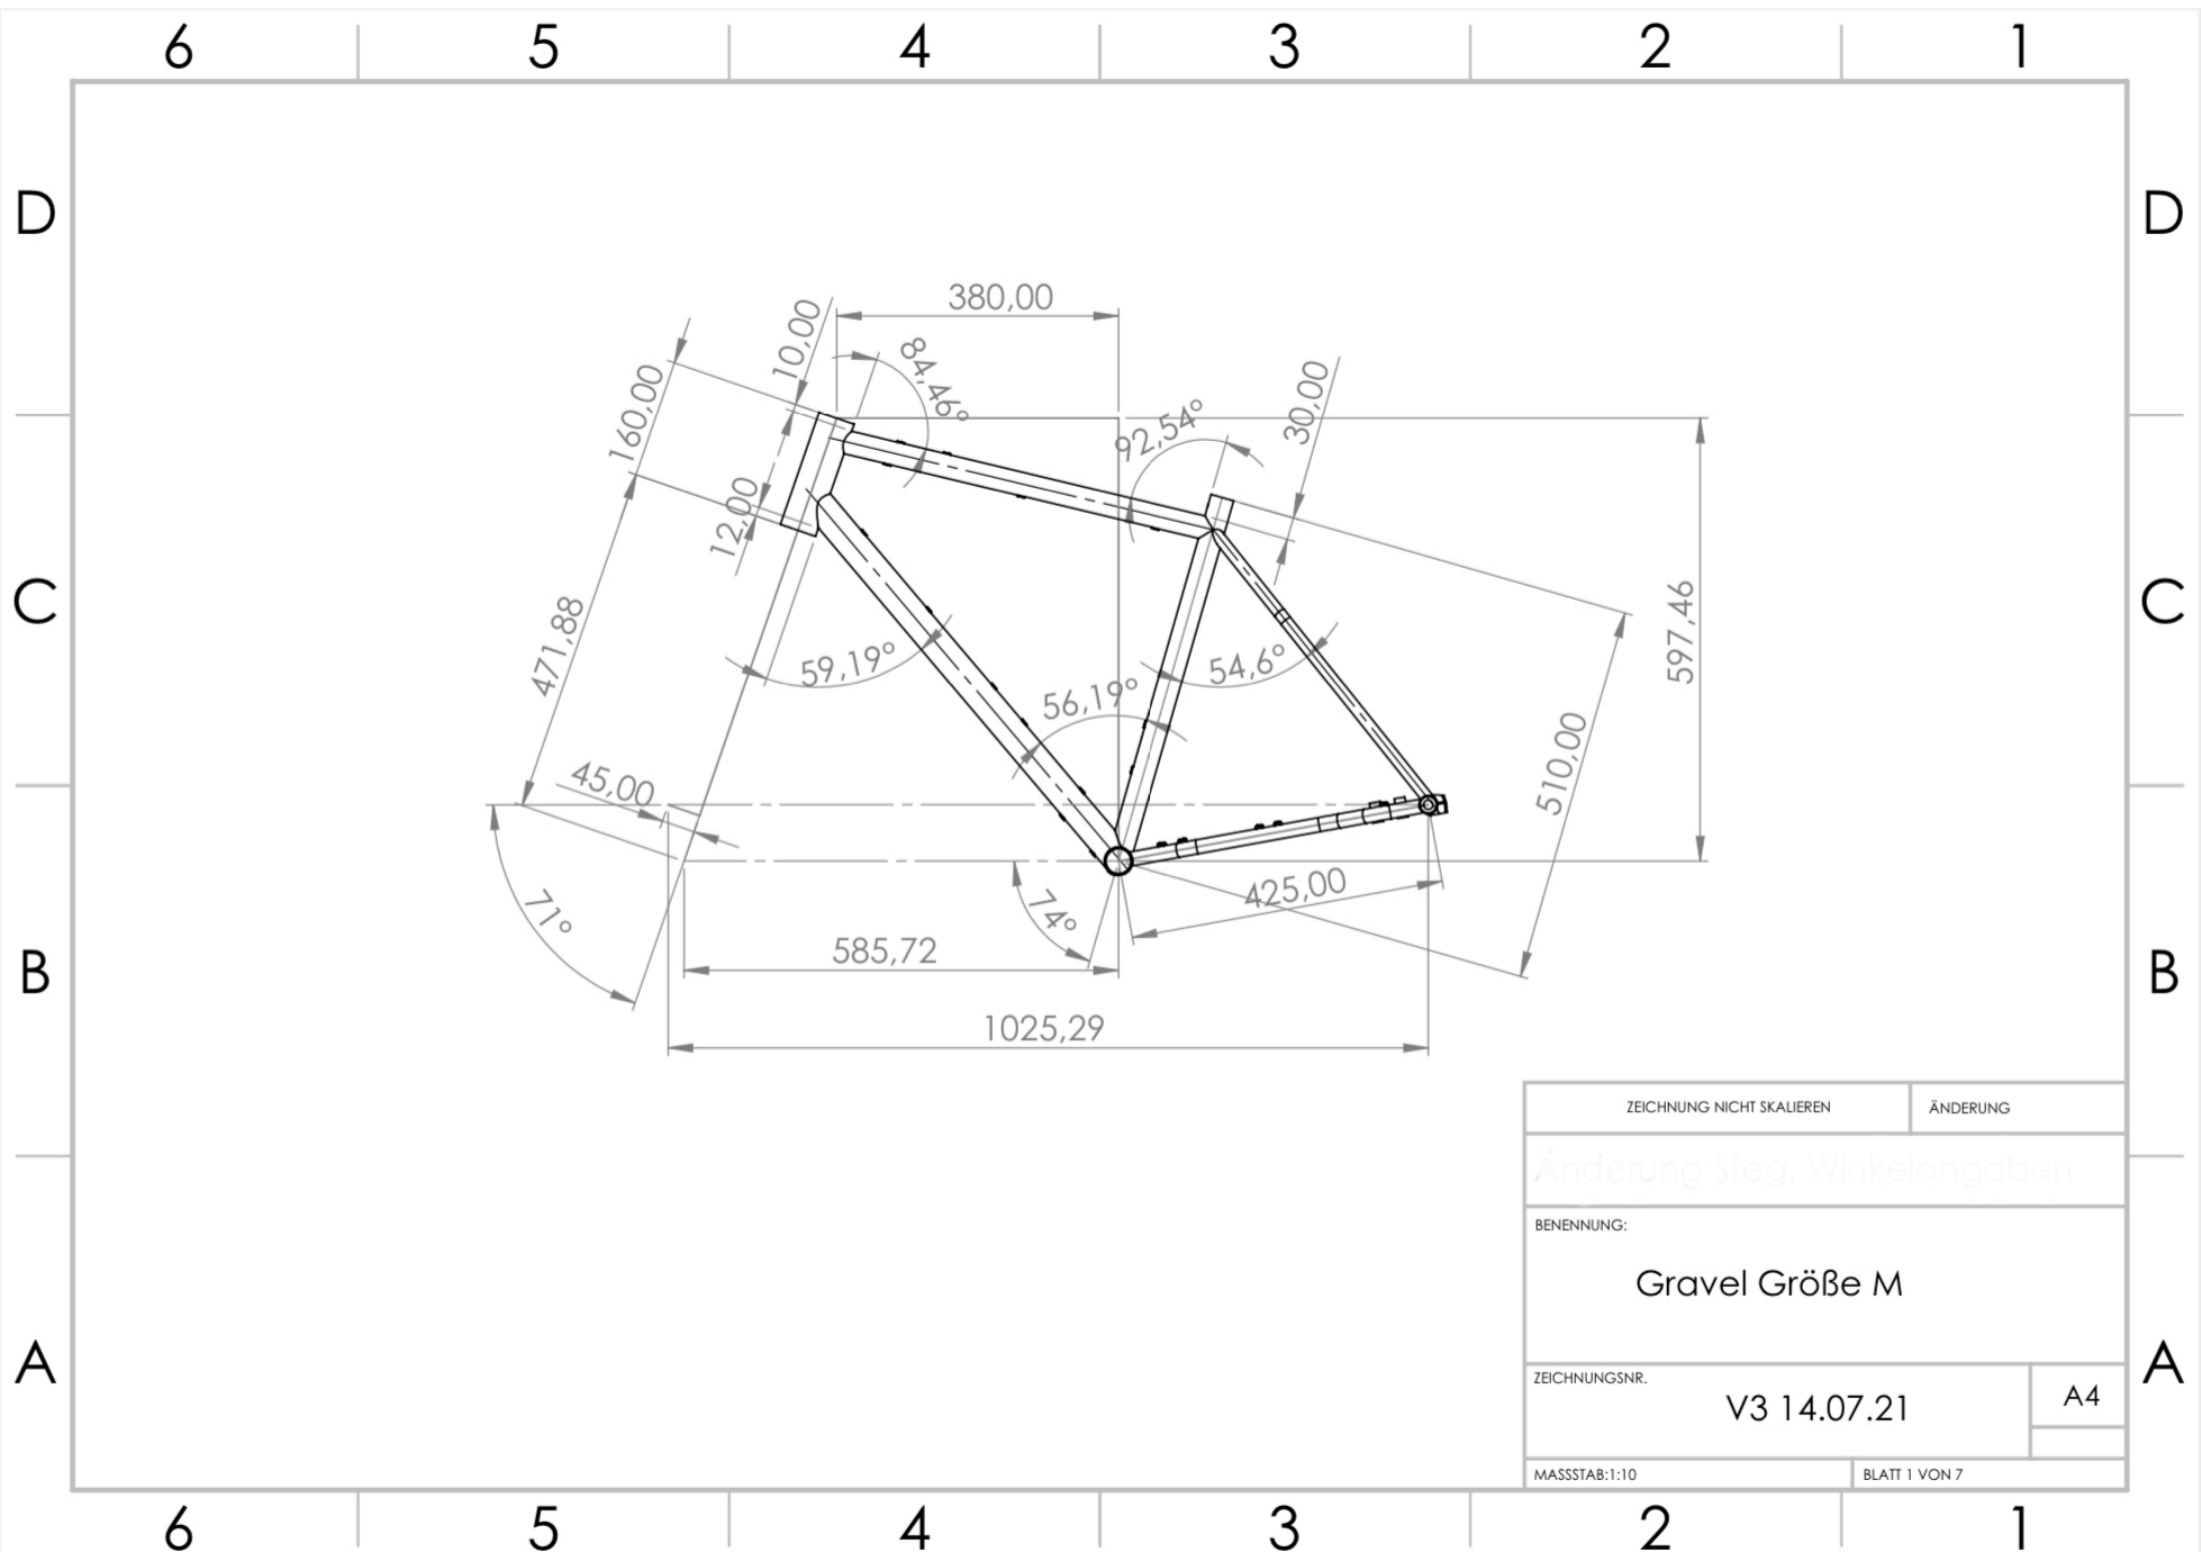 6 5 4 3 2 1
D D
C C
B B
A A
380,00
10,00
84,46°
160,00
30,00
92,54°
12,00
597,46
471,88
59,19°
54,6°
56,19°
510,00
45,00
425,00
71°
74°
585,72
1025,29
ZEICHNUNG NICHT SKALIEREN ÄNDERUNG
Änderung Steg, Winkelangaben
BENENNUNG:
Gravel Größe M
ZEICHNUNGSNR.
V3 14.07.21 A4
MASSSTAB:1:10 BLATT 1 VON 7
6 5 4 3 2 1